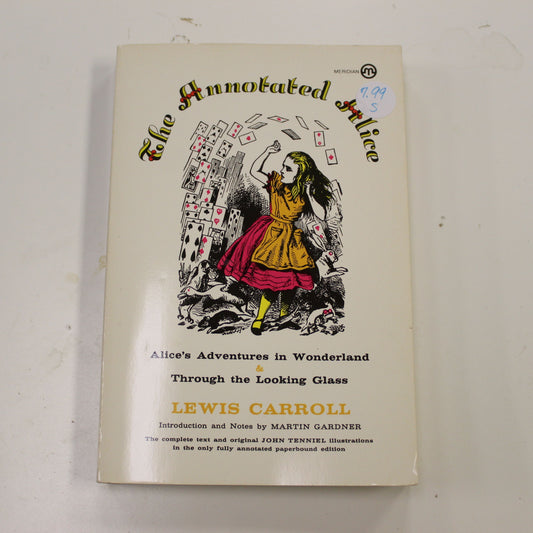 MERIDIAN
The Annotated Alice
7.99
S
Alice's Adventures in Wonderland
&
Through the Looking Glass
LEWIS CARROLL
Introduction and Notes by MARTIN GARDNER
The complete text and original JOHN TENNIEL illustrations
in the only fully annotated paperbound edition